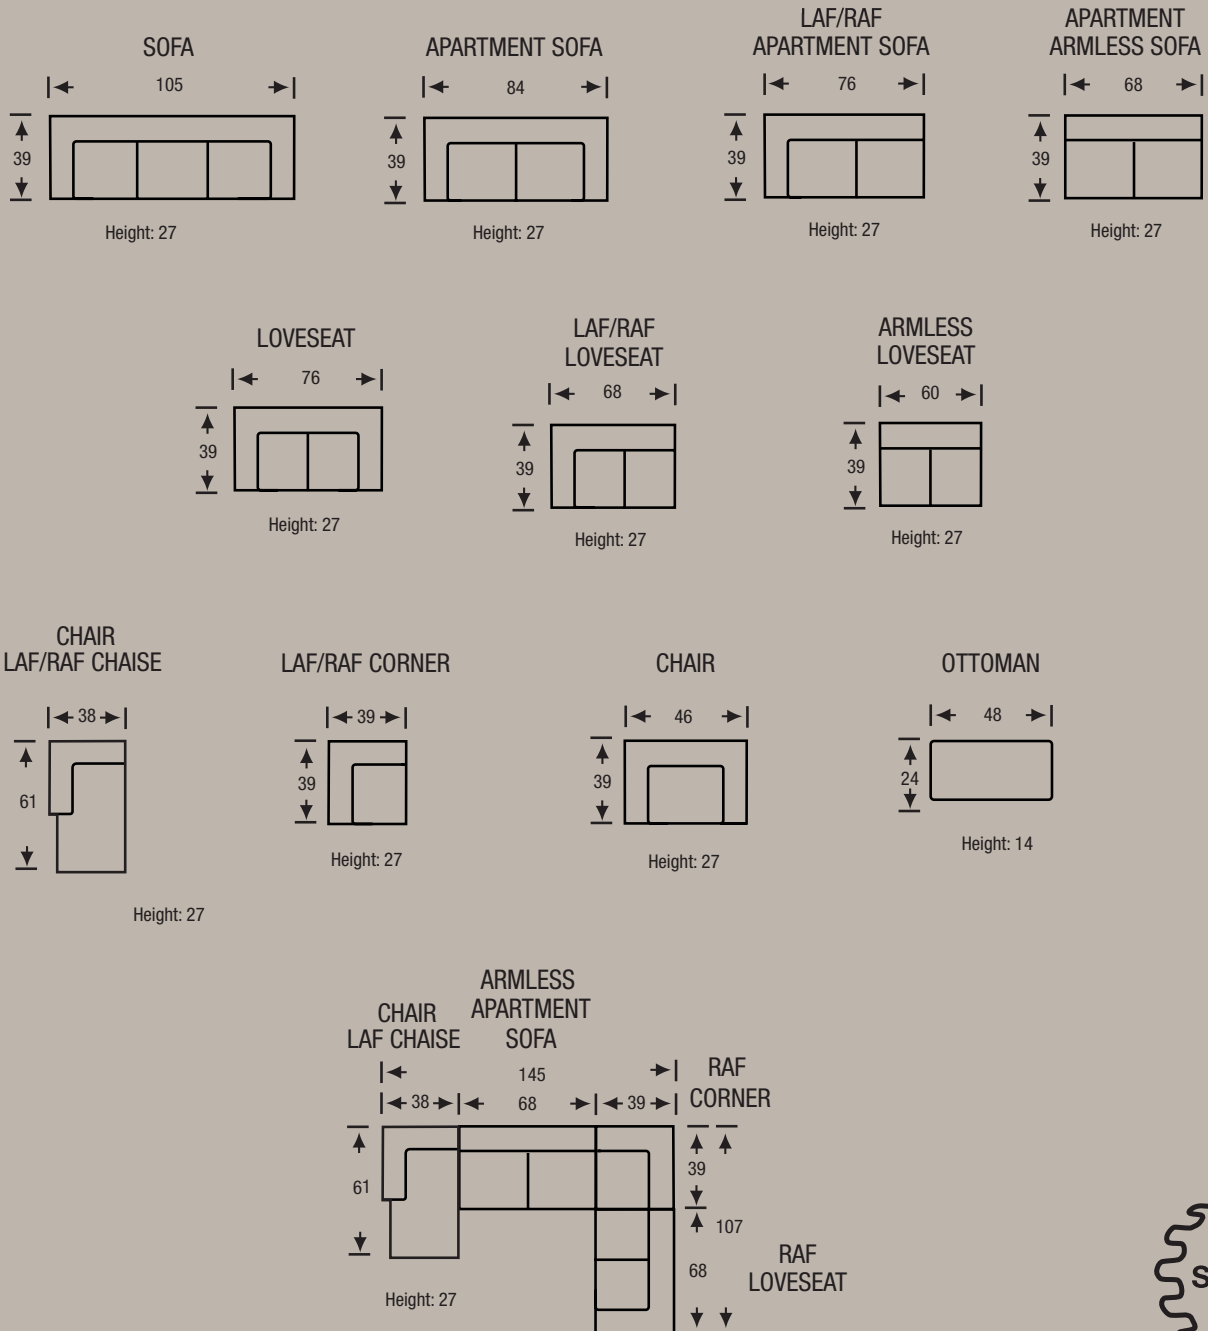 SOFA
105
39
Height: 27
APARTMENT SOFA
84
39
Height: 27
LAF/RAF
APARTMENT SOFA
76
39
Height: 27
APARTMENT
ARMLESS SOFA
68
39
Height: 27
LOVESEAT
76
39
Height: 27
LAF/RAF
LOVESEAT
68
39
Height: 27
ARMLESS
LOVESEAT
60
39
Height: 27
CHAIR
LAF/RAF CHAISE
38
61
Height: 27
LAF/RAF CORNER
39
39
Height: 27
CHAIR
46
39
Height: 27
OTTOMAN
48
24
Height: 14
CHAIR
LAF CHAISE
ARMLESS
APARTMENT
SOFA
145
38
68
39
RAF
CORNER
61
39
107
68
RAF
LOVESEAT
Height: 27